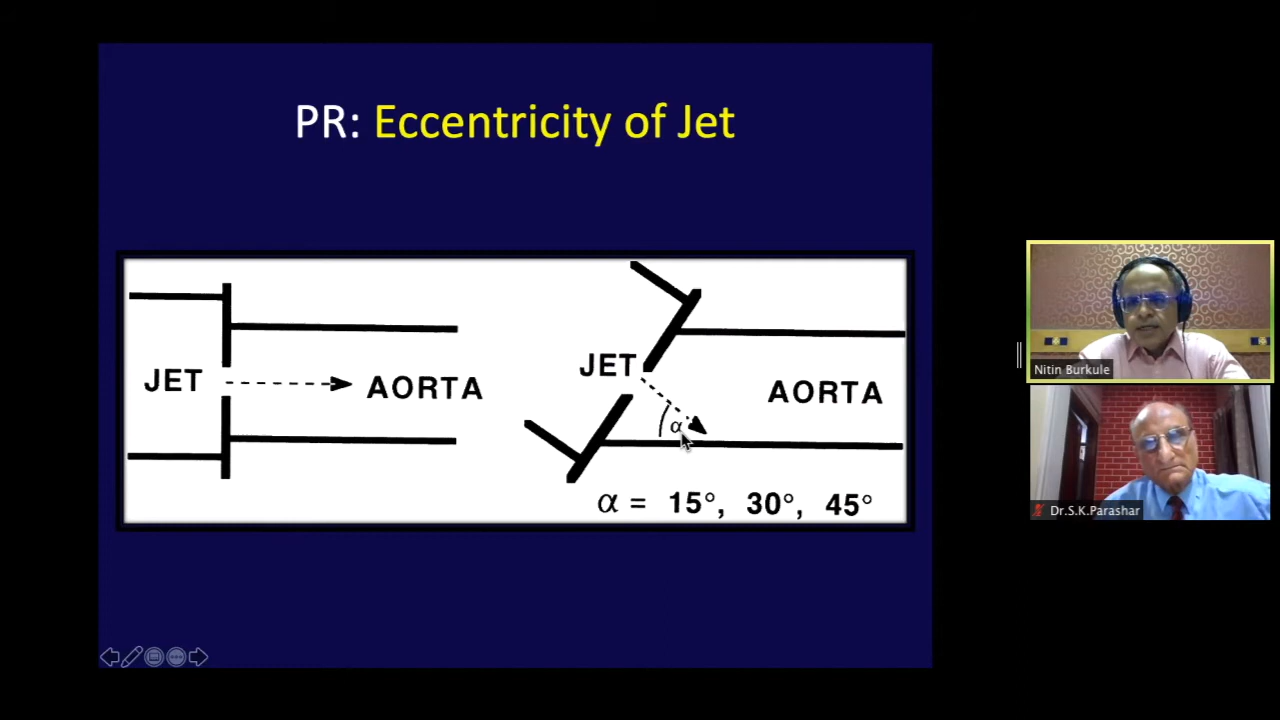 PR: Eccentricity of Jet
JET
AORTA
JET
AORTA
α
α = 15°, 30°, 45°
Nitin Burkule
Dr.S.K.Parashar